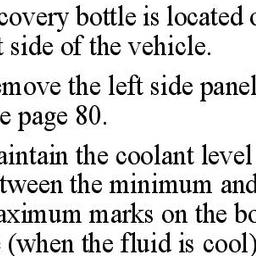 covery bottle is located
t side of the vehicle.
emove the left side panel
e page 80.
aintain the coolant level
tween the minimum and
aximum marks on the bo
(when the fluid is cool)